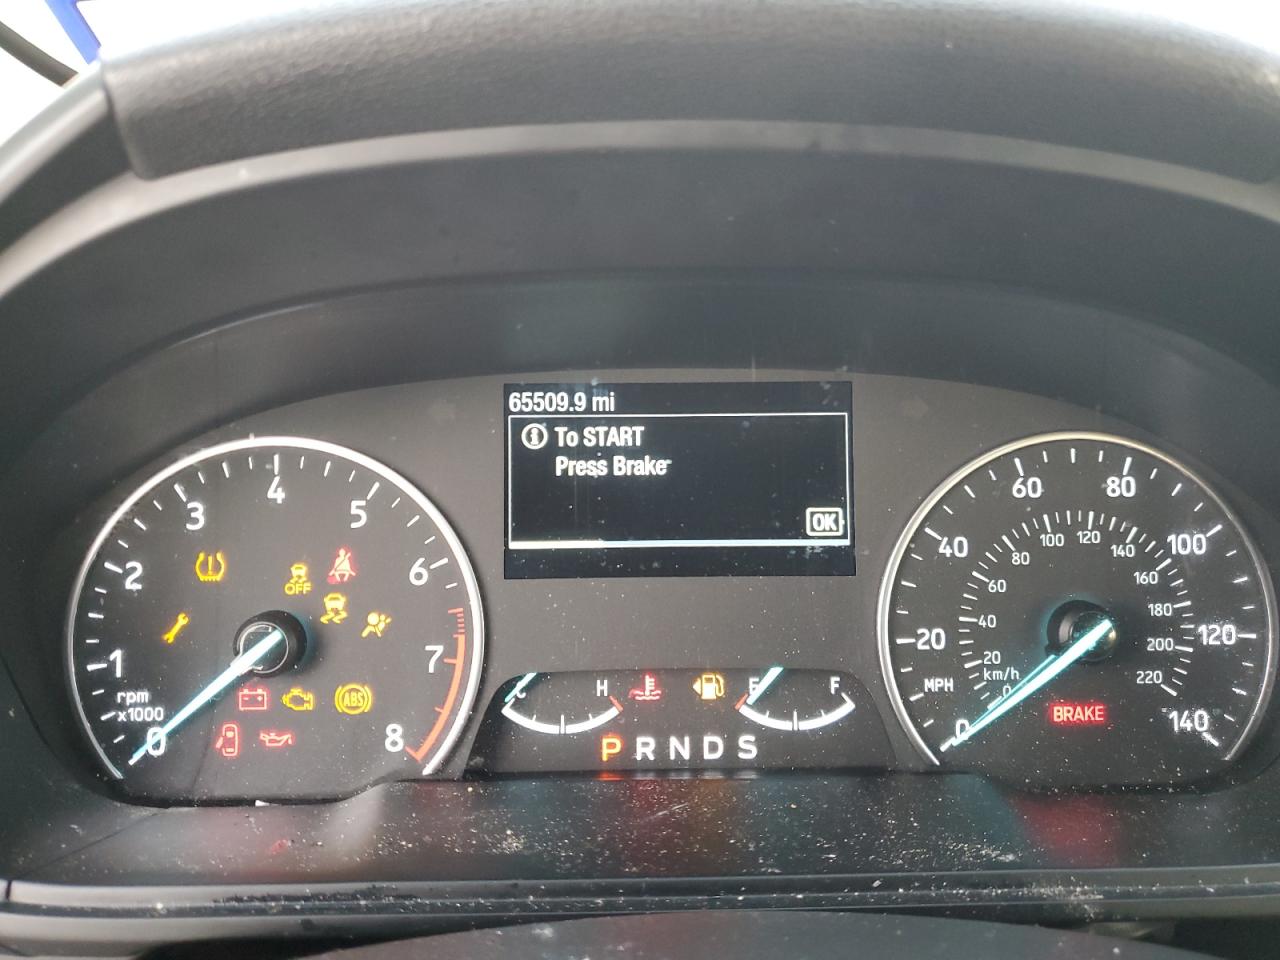 65509.9 mi
To START
Press Brake
OK
0 1 2 3 4 5 6 7 8
rpm
x1000
OFF
ABS
C H
E F
P R N D S
0 20 40 60 80 100 120 140
MPH
0 20 40 60 80 100 120 140 160 180 200 220
km/h
BRAKE